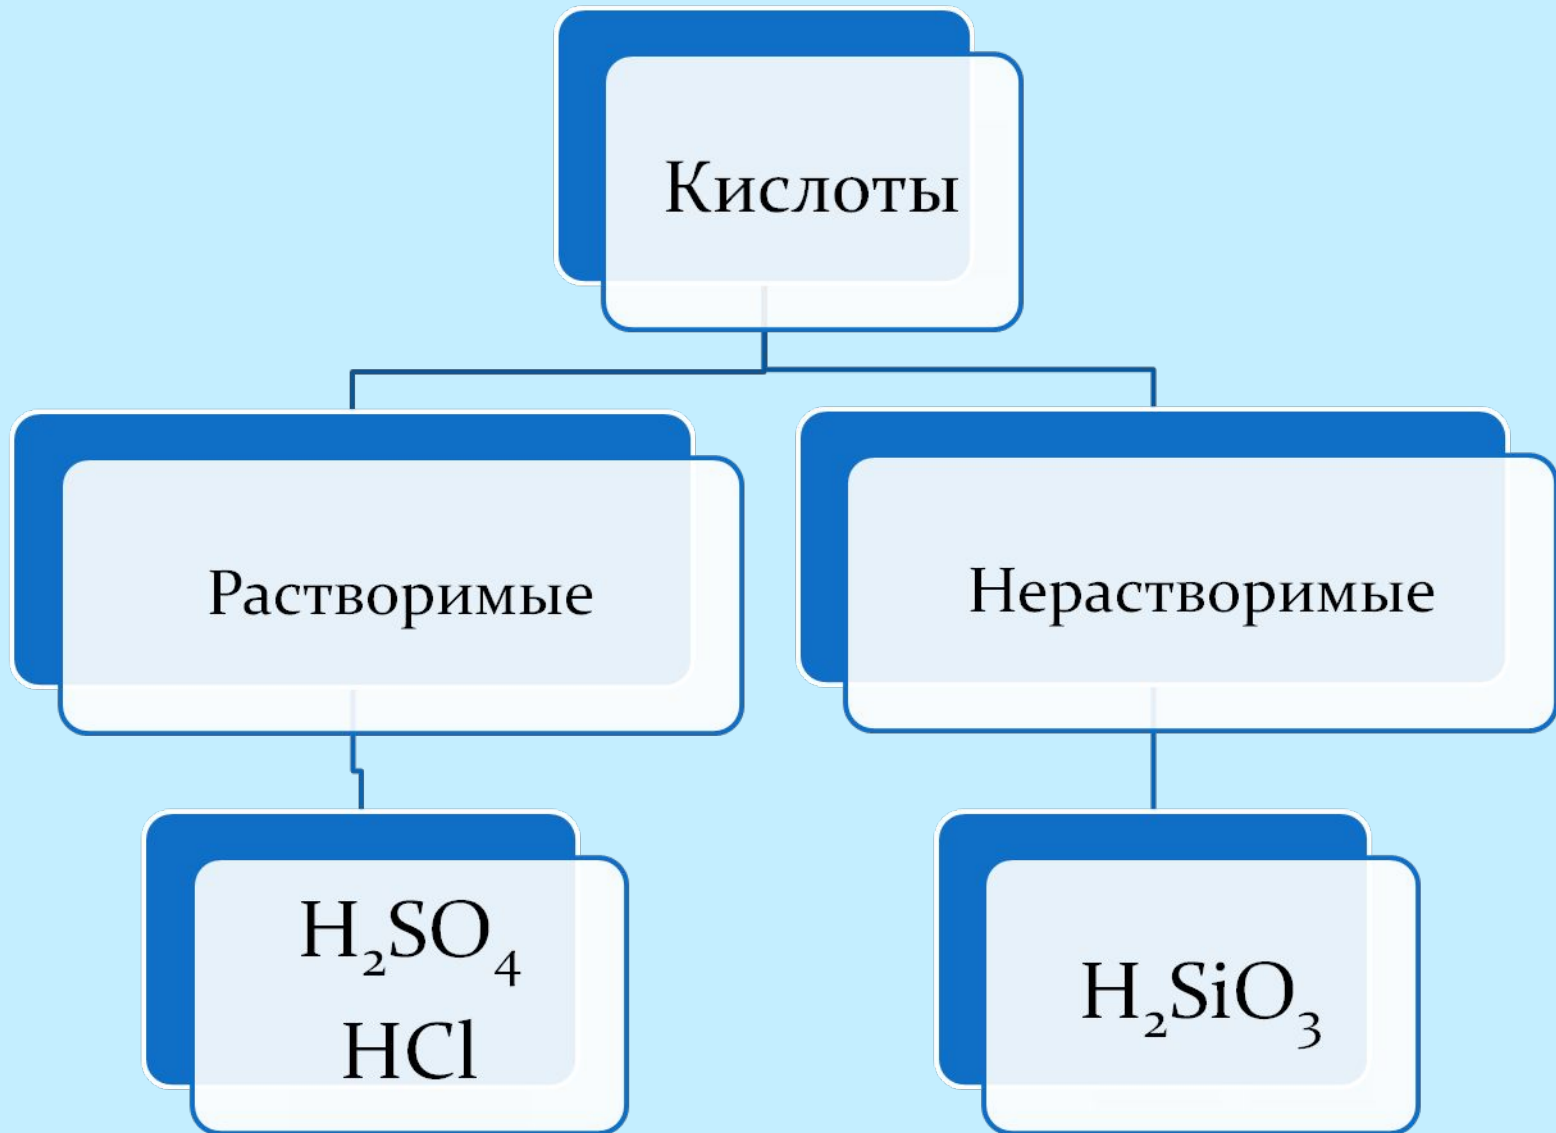 Кислоты
Растворимые
Нерастворимые
H₂SO₄
HCl
H₂SiO₃